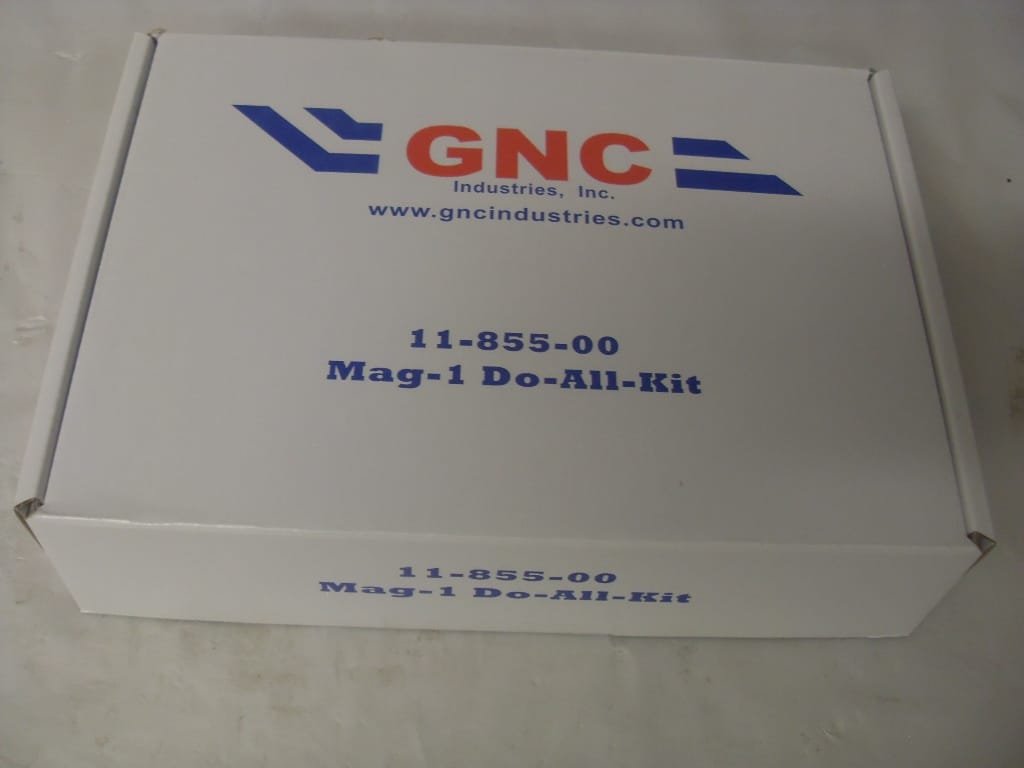 GNC
Industries, Inc.
www.gncindustries.com
11-855-00
Mag-1 Do-All-Kit
11-855-00
Mag-1 Do-All-Kit